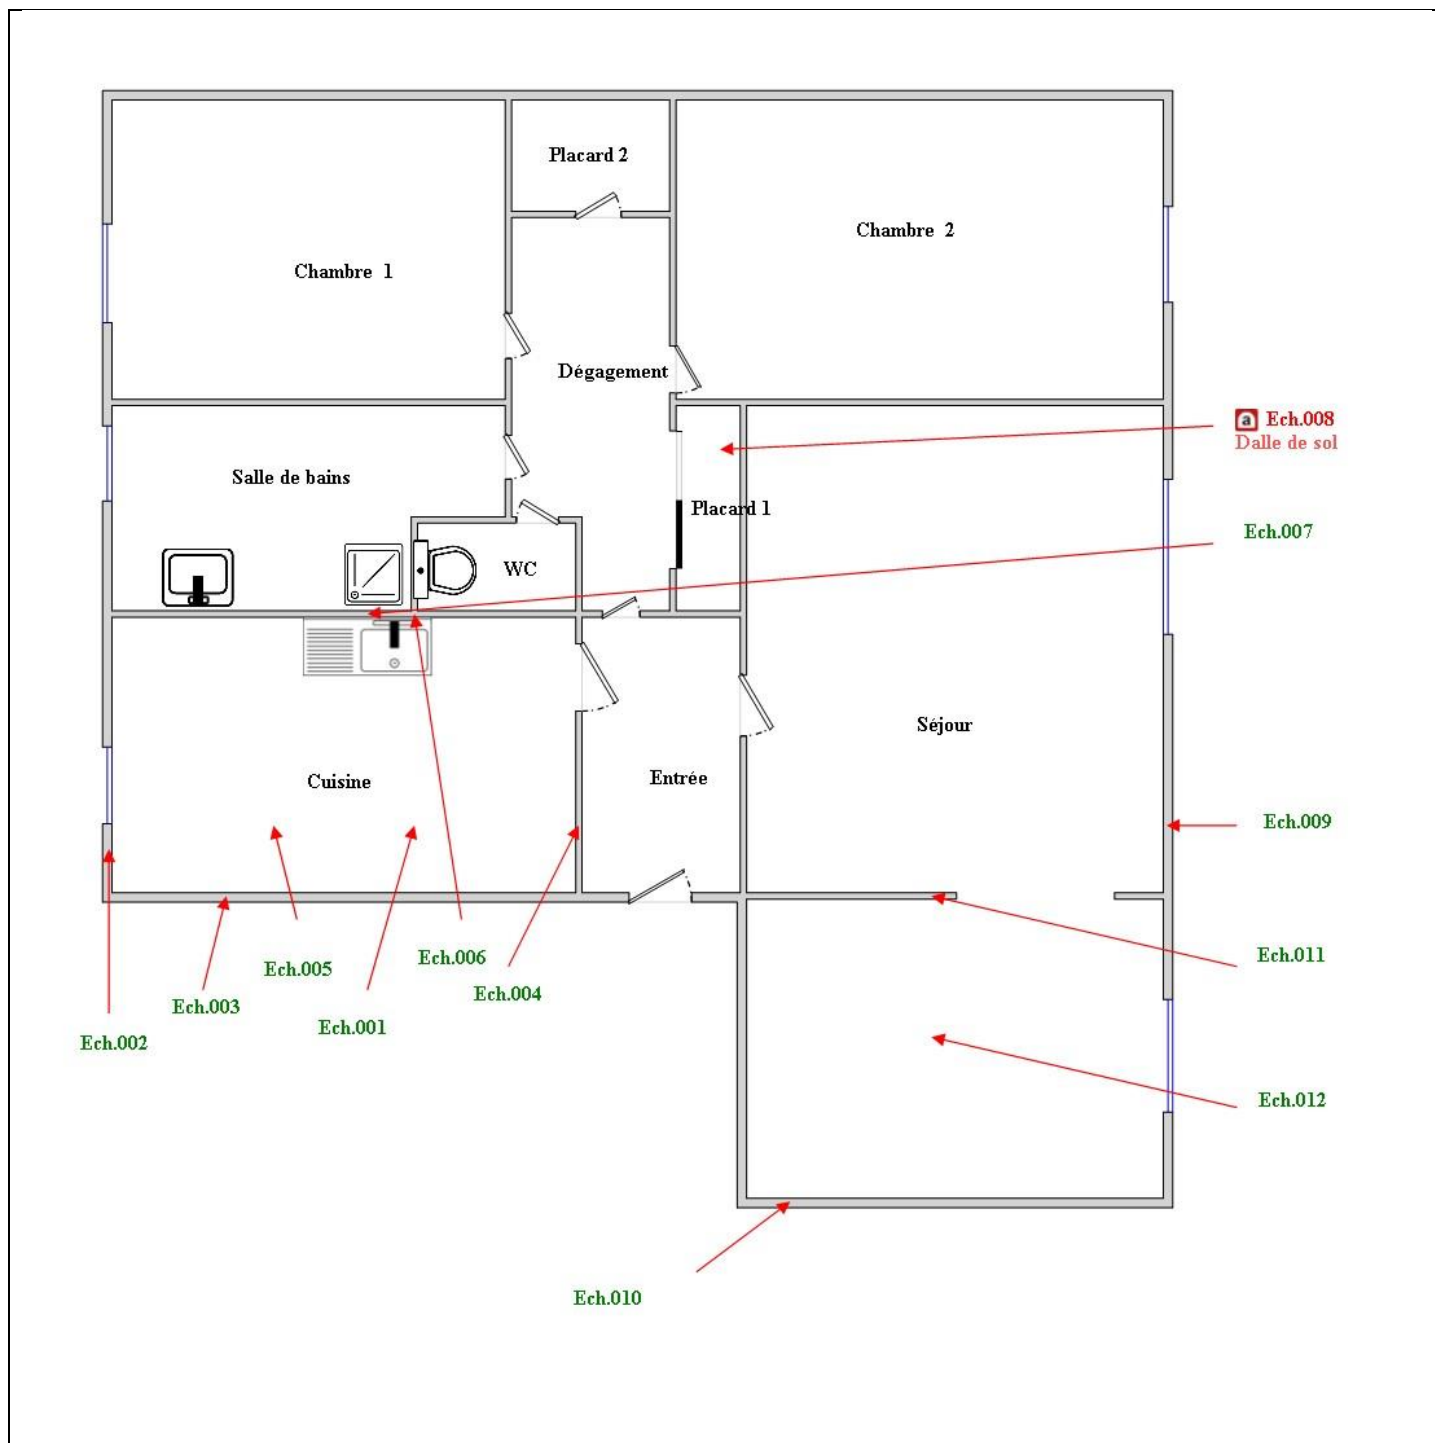 Placard 2
Chambre 2
Chambre 1
Dégagement
a Ech.008
Dalle de sol
Salle de bains
Placard 1
Ech.007
WC
Séjour
Cuisine
Entrée
Ech.009
Ech.006
Ech.011
Ech.005
Ech.004
Ech.003
Ech.001
Ech.002
Ech.012
Ech.010